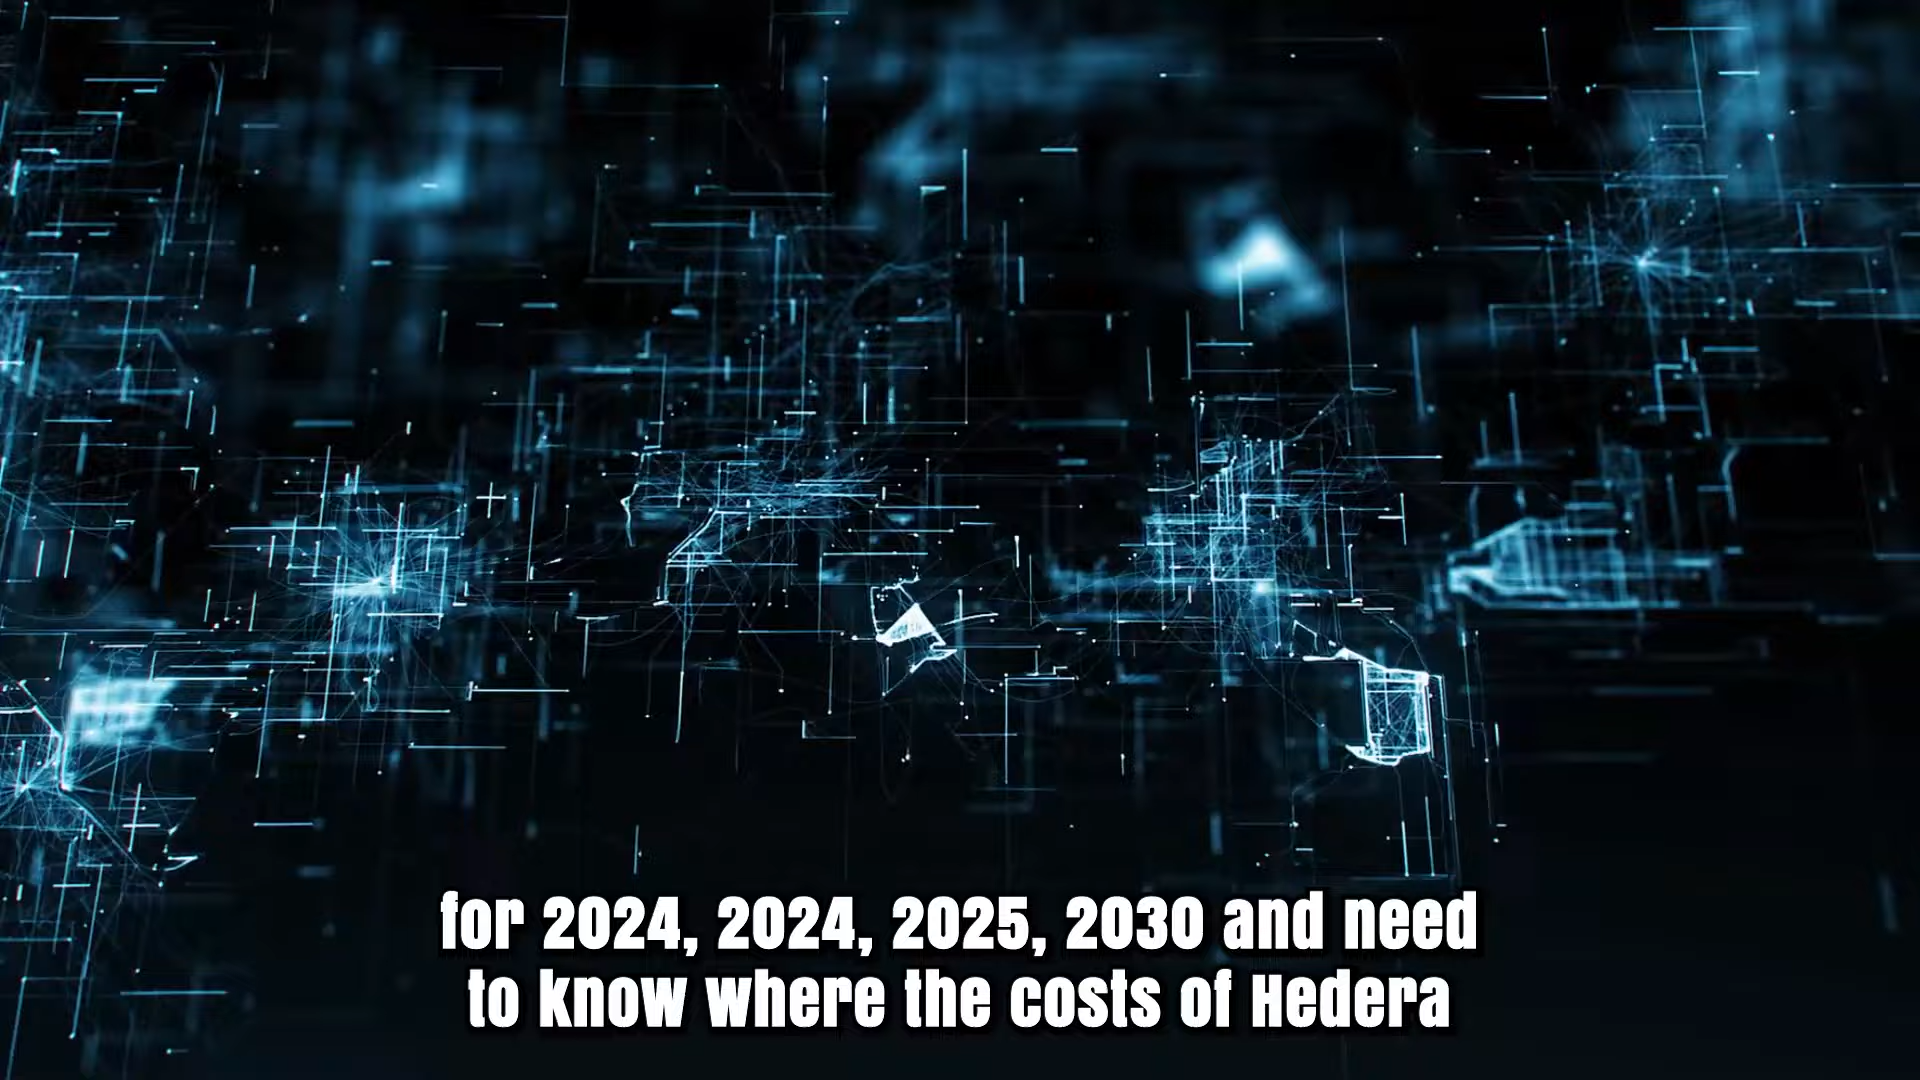 for 2024, 2024, 2025, 2030 and need
to know where the costs of Hedera